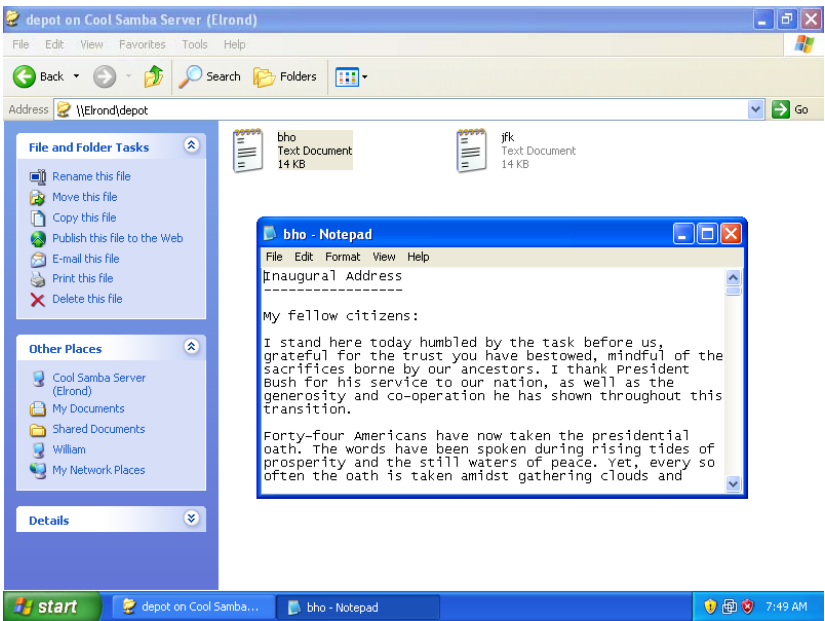 depot on Cool Samba Server (Elrond)
File Edit View Favorites Tools Help
Back Search Folders
Address \\Elrond\depot Go
File and Folder Tasks
Rename this file
Move this file
Copy this file
Publish this file to the Web
E-mail this file
Print this file
Delete this file
Other Places
Cool Samba Server
(Elrond)
My Documents
Shared Documents
William
My Network Places
Details
bho
Text Document
14 KB
jfk
Text Document
14 KB
bho - Notepad
File Edit Format View Help
Inaugural Address
-----------------
My fellow citizens:
I stand here today humbled by the task before us,
grateful for the trust you have bestowed, mindful of the
sacrifices borne by our ancestors. I thank President
Bush for his service to our nation, as well as the
generosity and co-operation he has shown throughout this
transition.
Forty-four Americans have now taken the presidential
oath. The words have been spoken during rising tides of
prosperity and the still waters of peace. Yet, every so
often the oath is taken amidst gathering clouds and
start depot on Cool Samba... bho - Notepad 7:49 AM